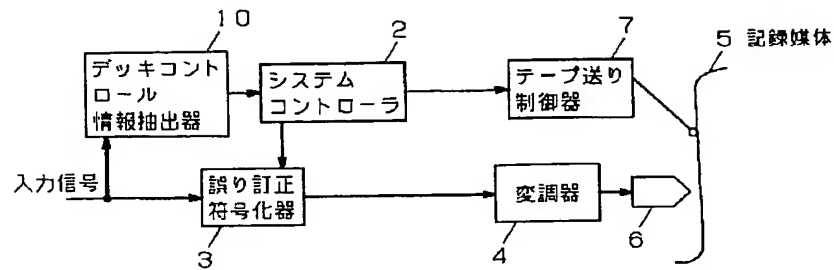 10
デッキコント
ロール
情報抽出器
2
システム
コントローラ
7
テープ送り
制御器
5 記録媒体
入力信号
誤り訂正
符号化器
3
変調器
4
6